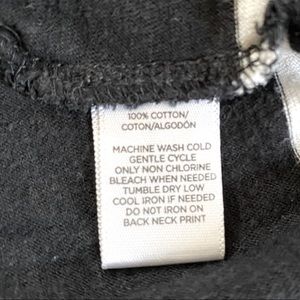 100% COTTON/
COTON/ALGODÓN
MACHINE WASH COLD
GENTLE CYCLE
ONLY NON CHLORINE
BLEACH WHEN NEEDED
TUMBLE DRY LOW
COOL IRON IF NEEDED
DO NOT IRON ON
BACK NECK PRINT